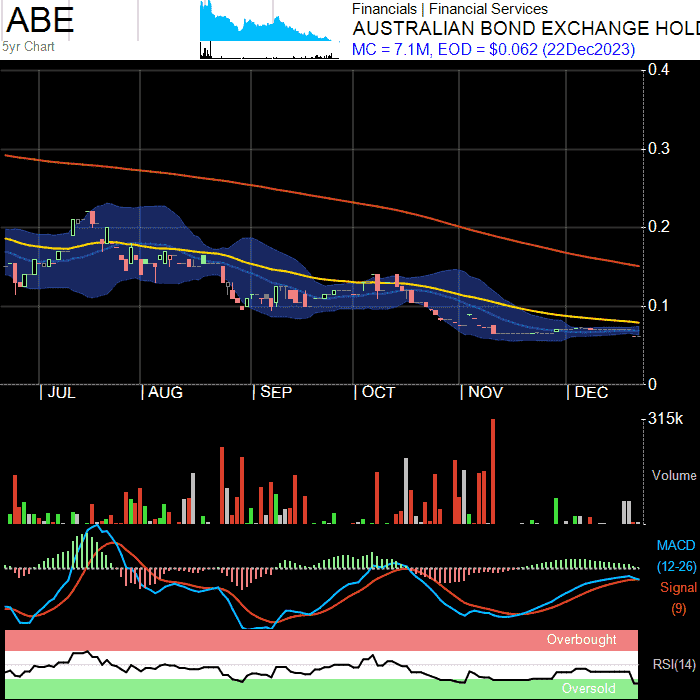 ABE
5yr Chart
Financials | Financial Services
AUSTRALIAN BOND EXCHANGE HOLD
MC = 7.1M, EOD = $0.062 (22Dec2023)
0.4
0.3
0.2
0.1
0
JUL AUG SEP OCT NOV DEC
315k
Volume
MACD
(12-26)
Signal
(9)
Overbought
RSI(14)
Oversold